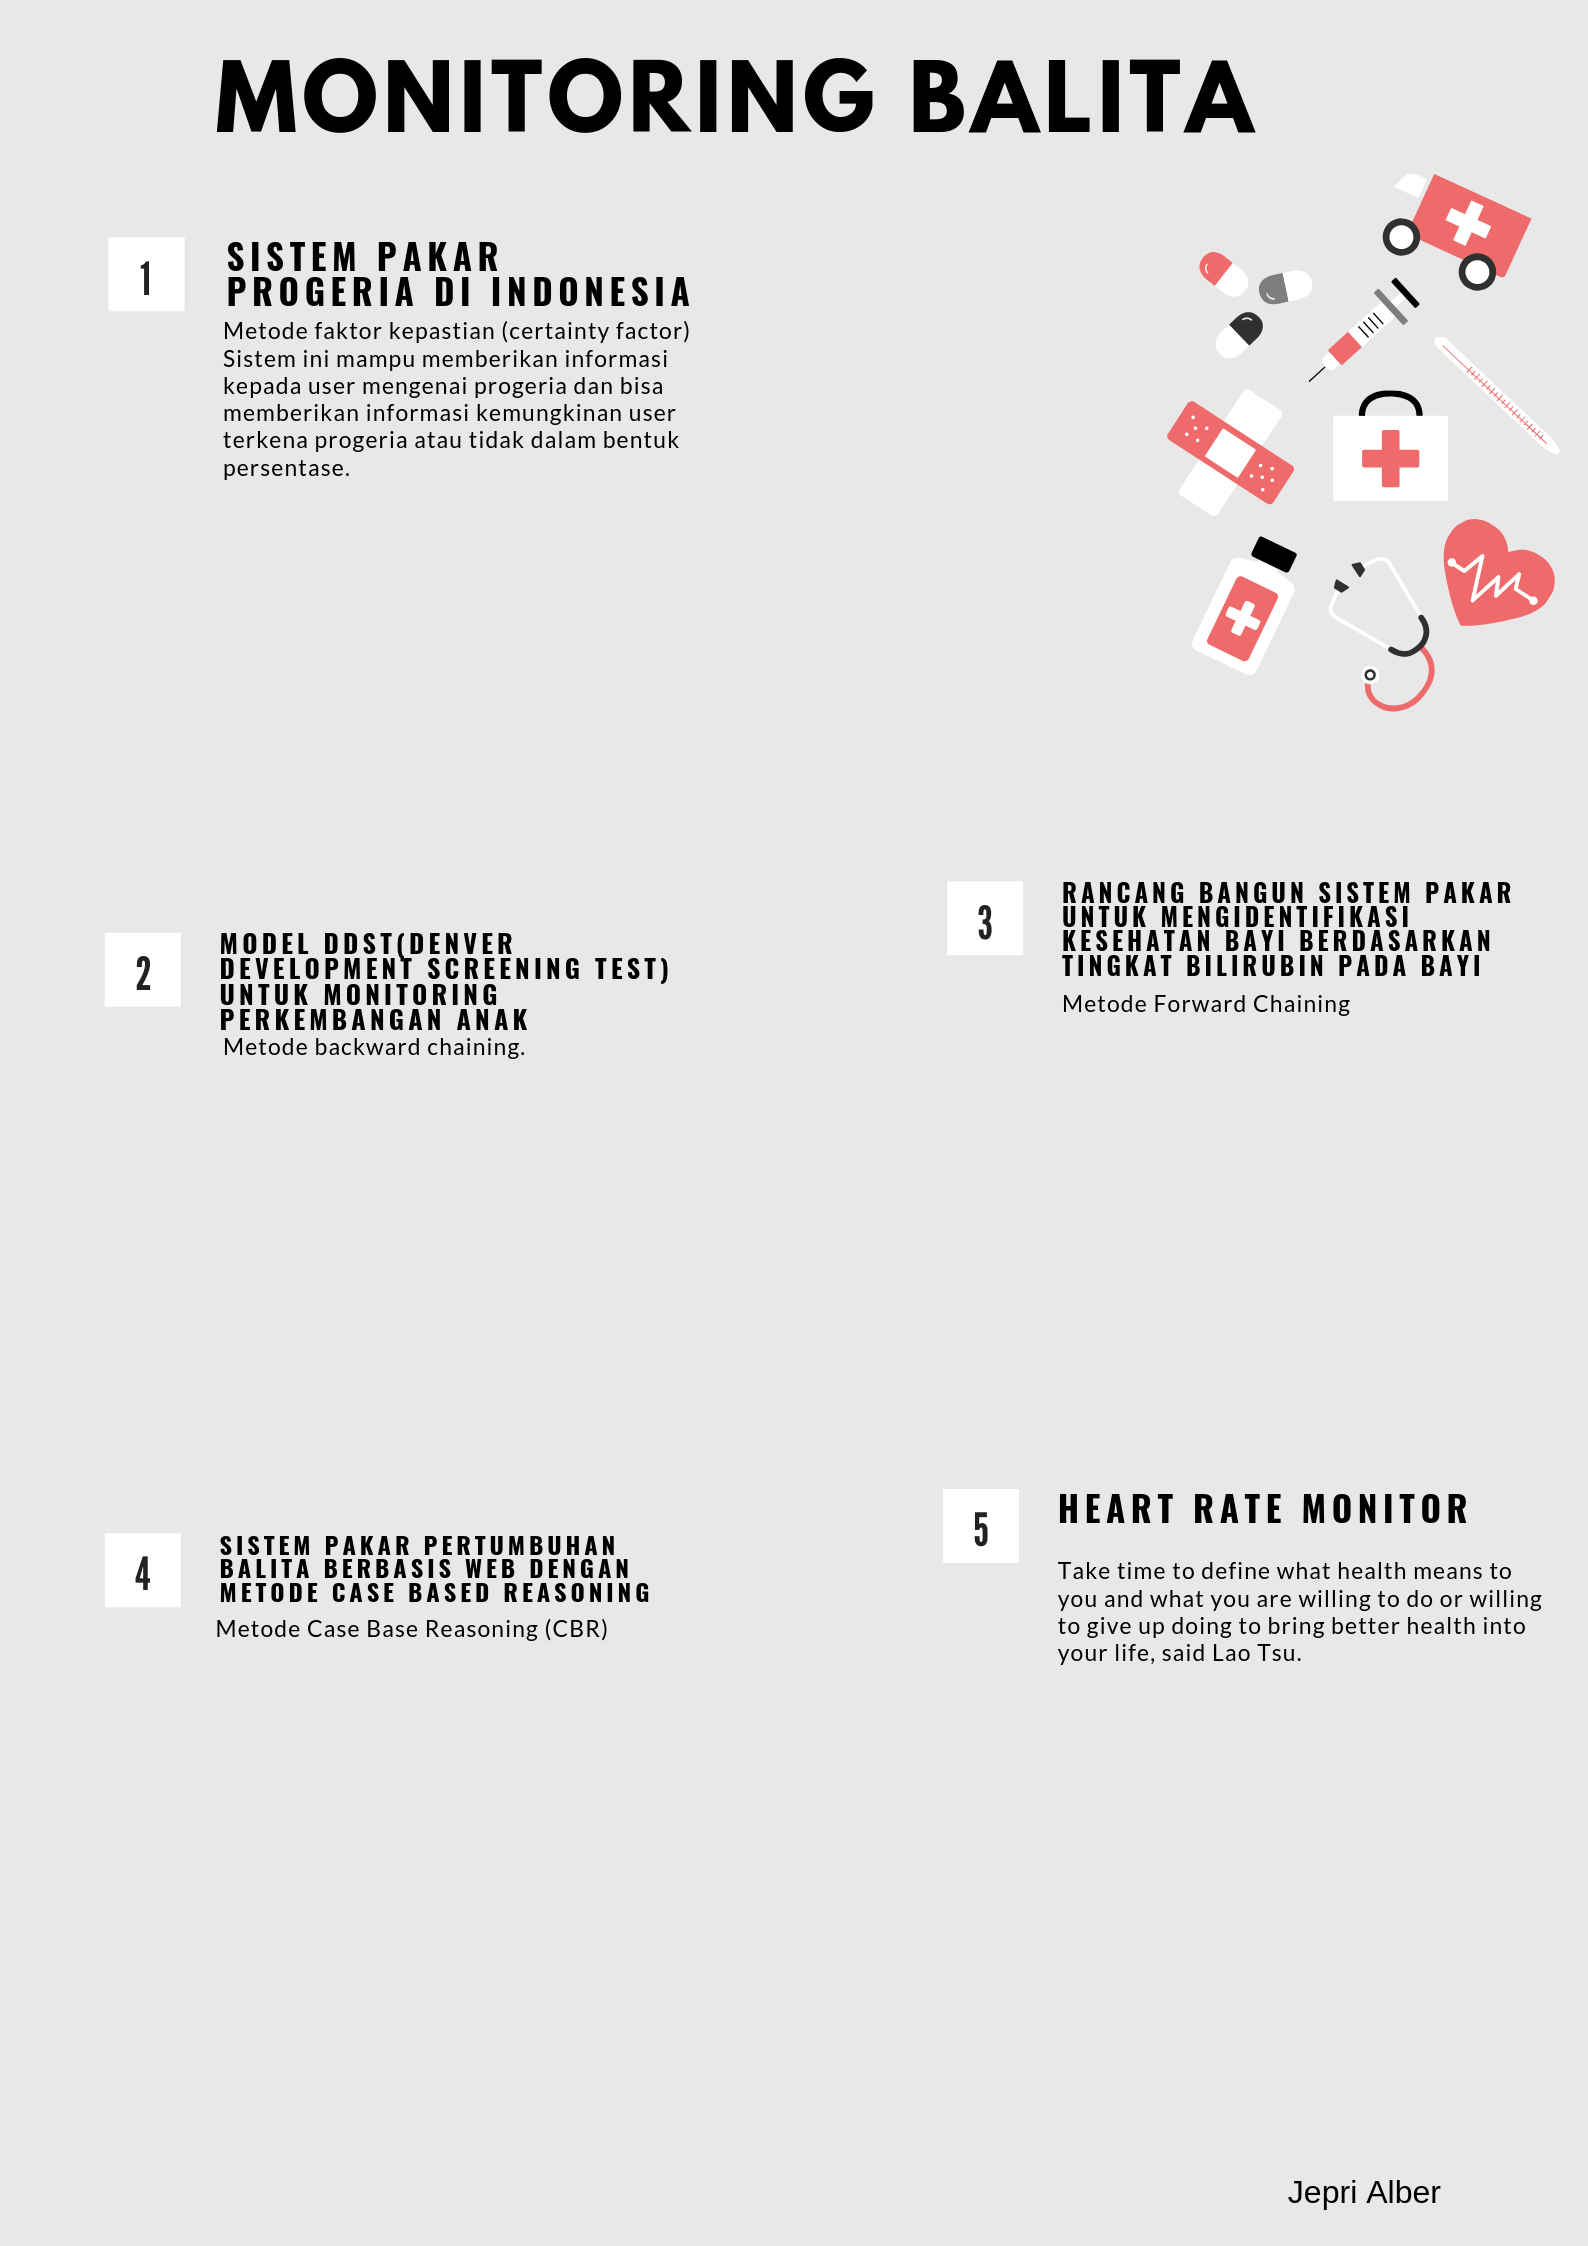 MONITORING BALITA
1
SISTEM PAKAR
PROGERIA DI INDONESIA
Metode faktor kepastian (certainty factor)
Sistem ini mampu memberikan informasi
kepada user mengenai progeria dan bisa
memberikan informasi kemungkinan user
terkena progeria atau tidak dalam bentuk
persentase.
2
MODEL DDST(DENVER
DEVELOPMENT SCREENING TEST)
UNTUK MONITORING
PERKEMBANGAN ANAK
Metode backward chaining.
3
RANCANG BANGUN SISTEM PAKAR
UNTUK MENGIDENTIFIKASI
KESEHATAN BAYI BERDASARKAN
TINGKAT BILIRUBIN PADA BAYI
Metode Forward Chaining
4
SISTEM PAKAR PERTUMBUHAN
BALITA BERBASIS WEB DENGAN
METODE CASE BASED REASONING
Metode Case Base Reasoning (CBR)
5
HEART RATE MONITOR
Take time to define what health means to
you and what you are willing to do or willing
to give up doing to bring better health into
your life, said Lao Tsu.
Jepri Alber